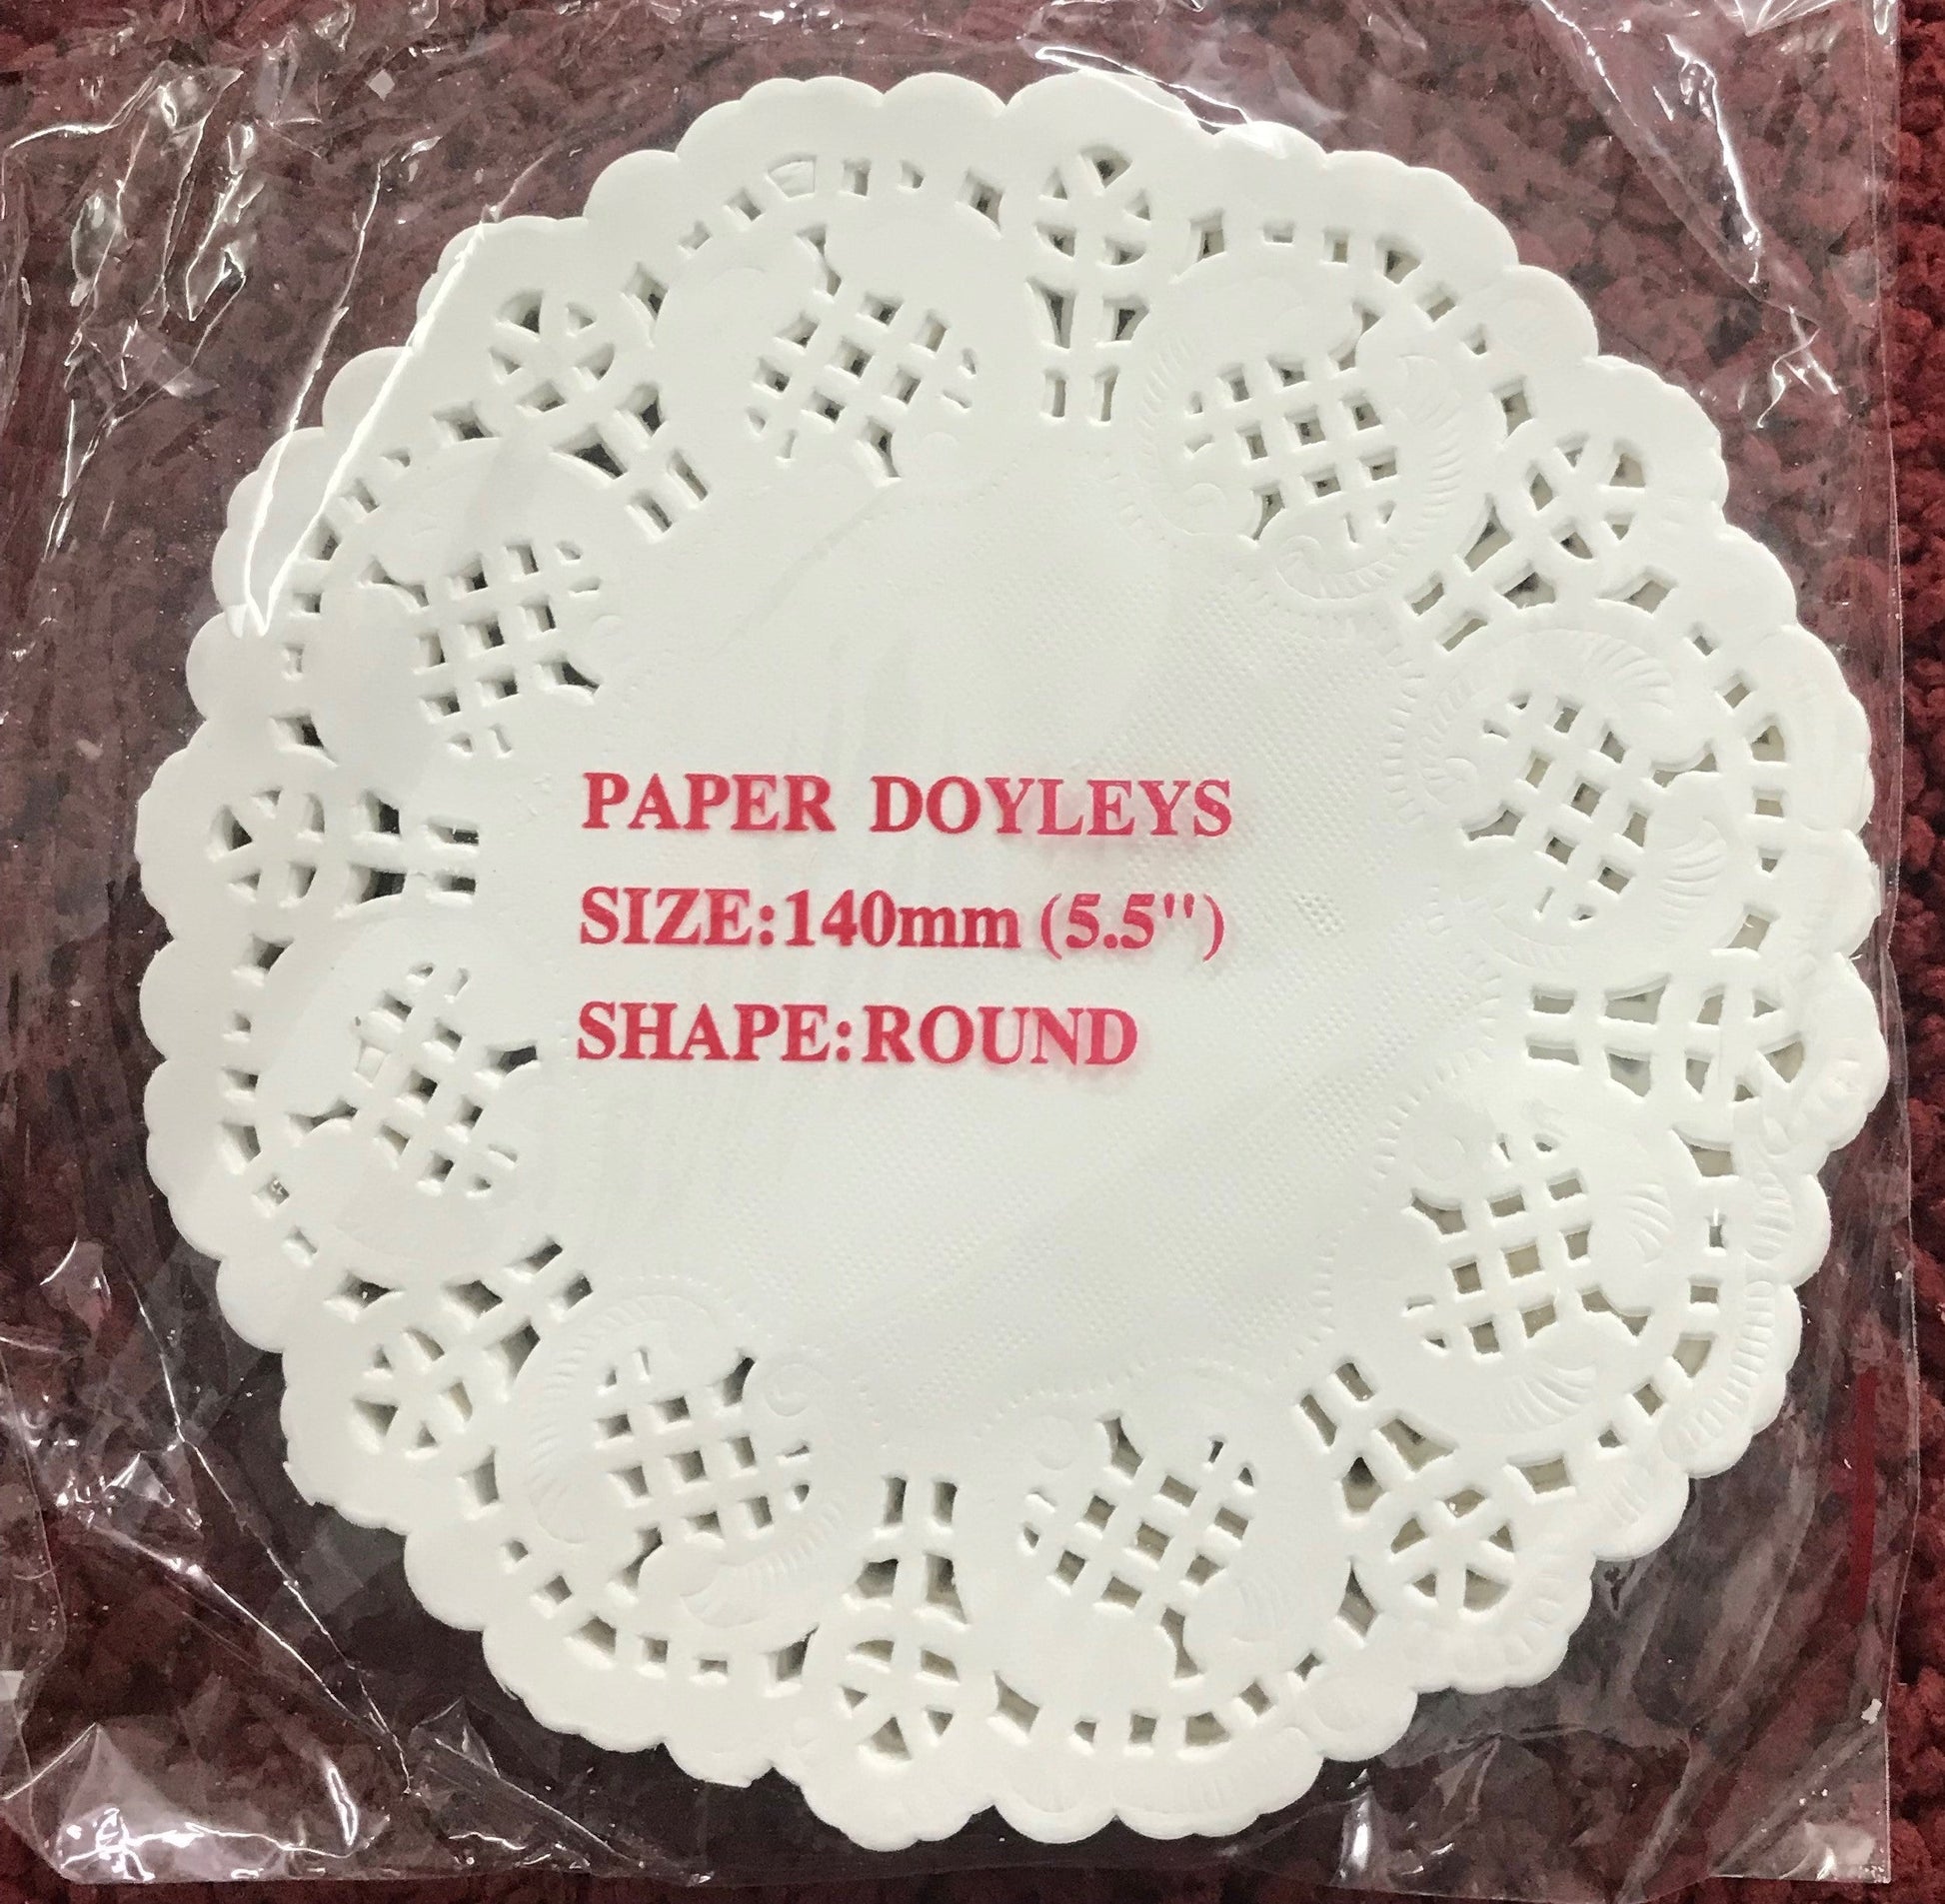 PAPER DOYLEYS
SIZE:140mm (5.5")
SHAPE:ROUND